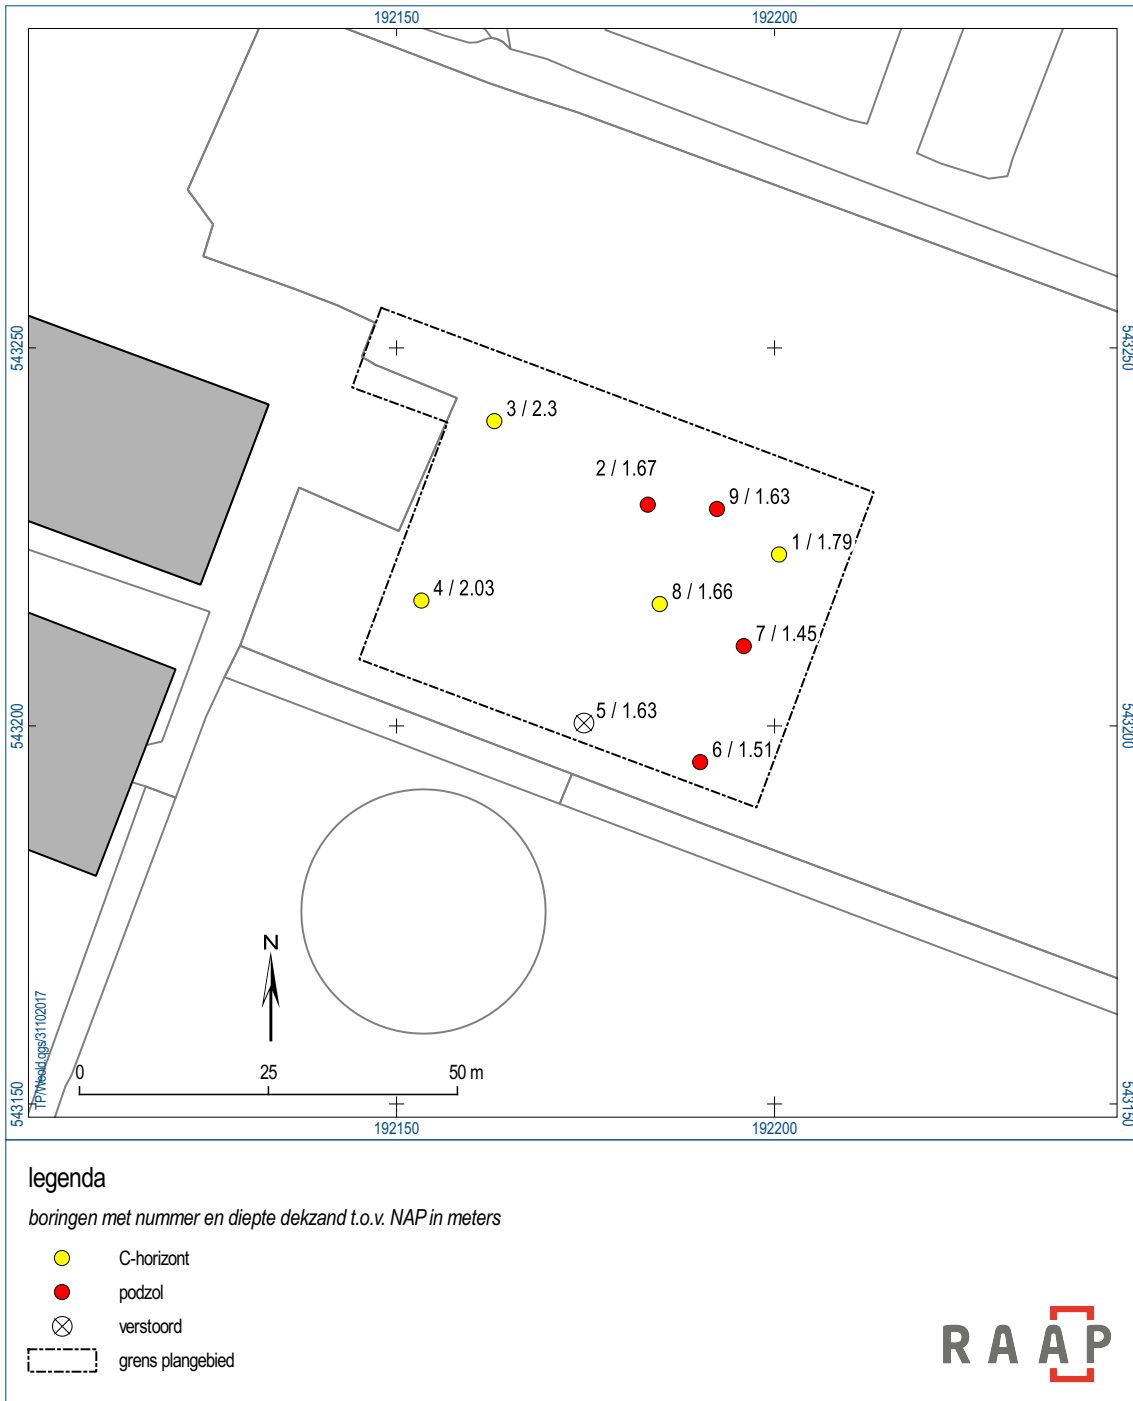 192150 192200
543250 543250
3 / 2.3
2 / 1.67
9 / 1.63
1 / 1.79
4 / 2.03
8 / 1.66
7 / 1.45
5 / 1.63
543200 543200
6 / 1.51
N
0 25 50 m
543150 543150
192150 192200
legenda
boringen met nummer en diepte dekzand t.o.v. NAP in meters
C-horizont
podzol
verstoord
grens plangebied
RAAP